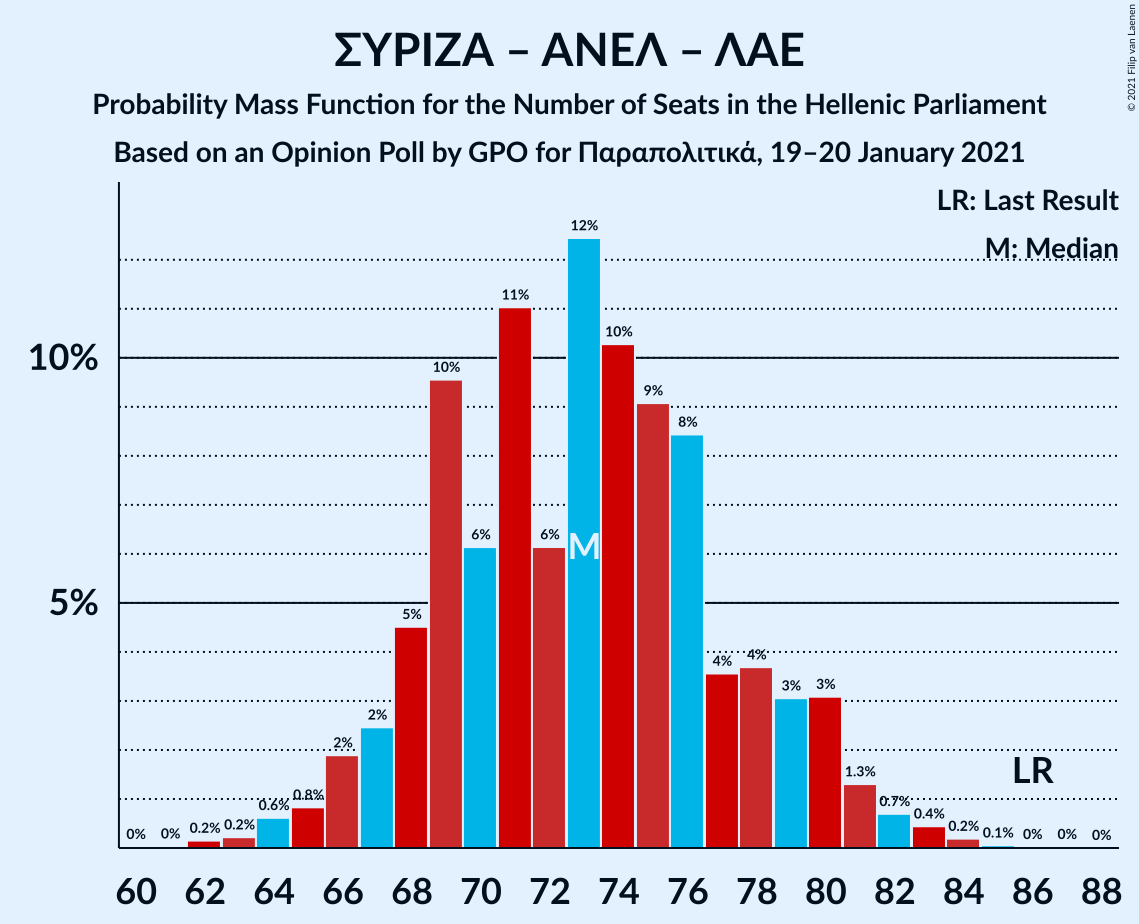 ΣΥΡΙΖΑ – ΑΝΕΛ – ΛΑΕ
Probability Mass Function for the Number of Seats in the Hellenic Parliament
Based on an Opinion Poll by GPO for Παραπολιτικά, 19–20 January 2021
© 2021 Filip van Laenen
LR: Last Result
M: Median
10%
5%
0% 0% 0.2% 0.2% 0.6% 0.8% 2% 2% 5% 10% 6% 11% 6% 12% 10% 9% 8% 4% 4% 3% 3% 1.3% 0.7% 0.4% 0.2% 0.1% 0% 0% 0%
M
LR
60 62 64 66 68 70 72 74 76 78 80 82 84 86 88